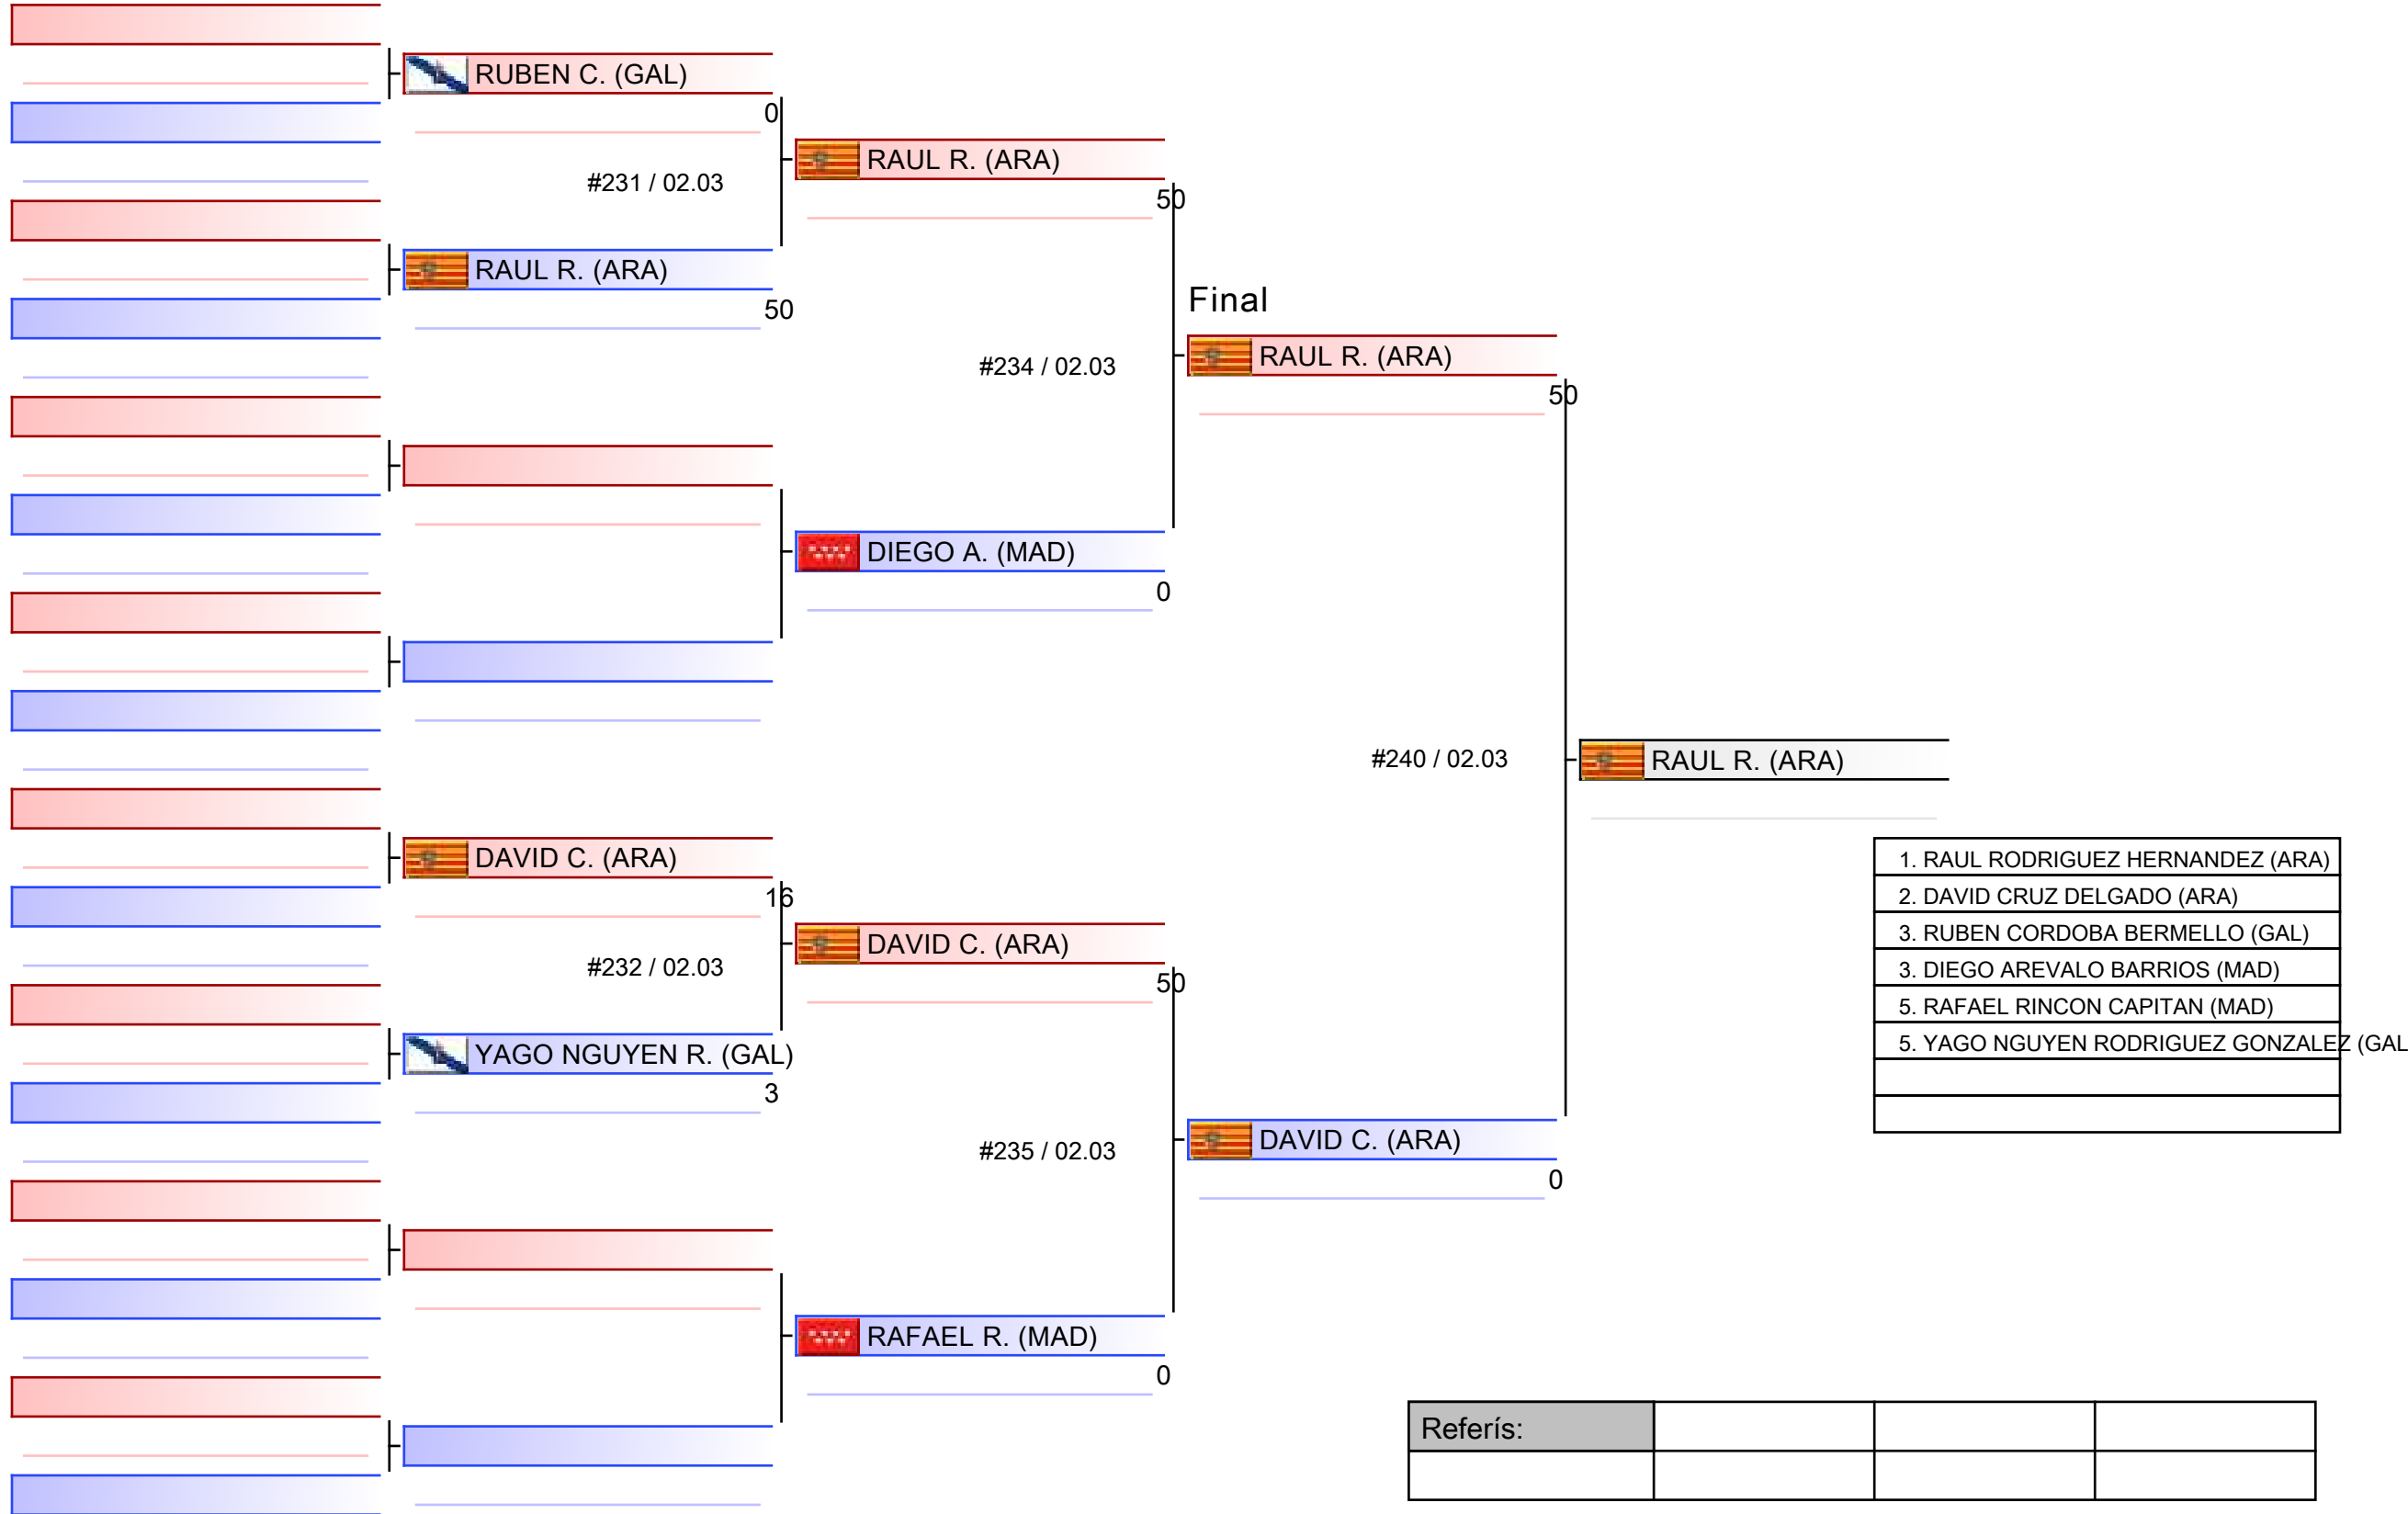 RUBEN C. (GAL)
0
#231 / 02.03
RAUL R. (ARA)
50
RAUL R. (ARA)
50
#234 / 02.03
DIEGO A. (MAD)
0
Final
RAUL R. (ARA)
50
#240 / 02.03
RAUL R. (ARA)
DAVID C. (ARA)
16
#232 / 02.03
YAGO NGUYEN R. (GAL)
3
DAVID C. (ARA)
50
#235 / 02.03
RAFAEL R. (MAD)
0
DAVID C. (ARA)
0
1. RAUL RODRIGUEZ HERNANDEZ (ARA)
2. DAVID CRUZ DELGADO (ARA)
3. RUBEN CORDOBA BERMELLO (GAL)
3. DIEGO AREVALO BARRIOS (MAD)
5. RAFAEL RINCON CAPITAN (MAD)
5. YAGO NGUYEN RODRIGUEZ GONZALEZ (GAL
Referís: